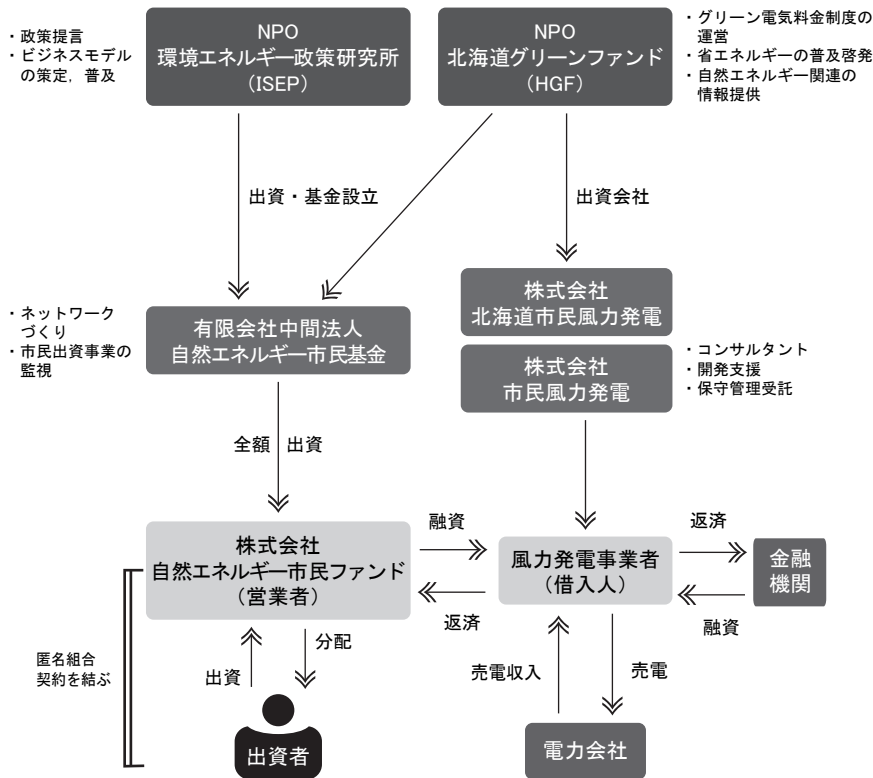 ・政策提言
・ビジネスモデル
の策定，普及
NPO
環境エネルギー政策研究所
（ISEP）
NPO
北海道グリーンファンド
（HGF）
・グリーン電気料金制度の
運営
・省エネルギーの普及啓発
・自然エネルギー関連の
情報提供
出資・基金設立
出資会社
・ネットワーク
づくり
・市民出資事業の
監視
有限会社中間法人
自然エネルギー市民基金
株式会社
北海道市民風力発電
株式会社
市民風力発電
・コンサルタント
・開発支援
・保守管理受託
全額 出資
株式会社
自然エネルギー市民ファンド
（営業者）
融資
返済
風力発電事業者
（借入人）
返済
融資
金融
機関
匿名組合
契約を結ぶ
出資
分配
売電収入
売電
出資者
電力会社